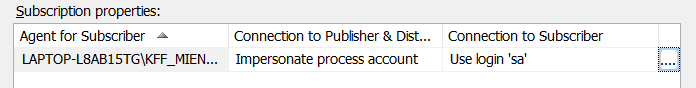 Subscription properties:
Agent for Subscriber Connection to Publisher & Dist... Connection to Subscriber
LAPTOP-L8AB15TG\KFF_MIEN... Impersonate process account Use login 'sa' ...